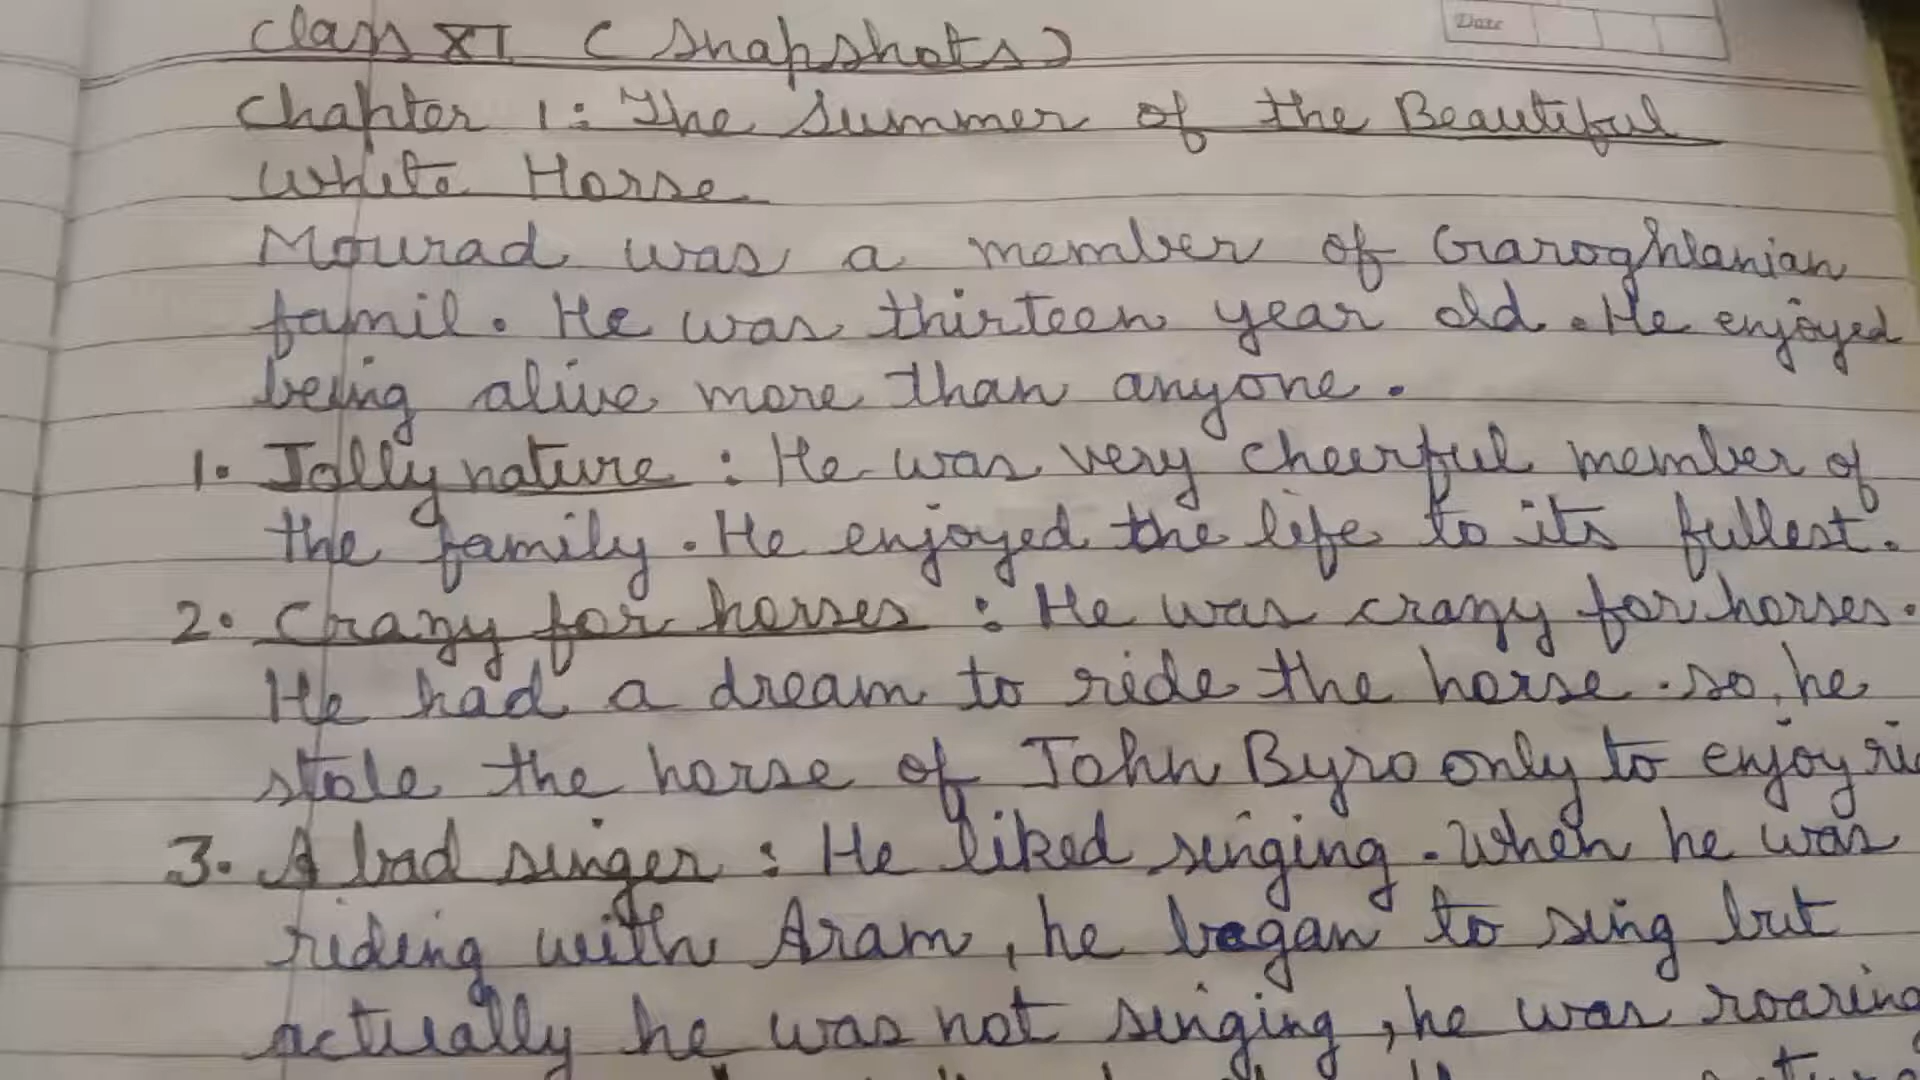 Date
Class XI (Snapshots)
Chapter 1: The Summer of the Beautiful
White Horse
Mourad was a member of Garoghlanian
famil. He was thirteen year old. He enjoyed
being alive more than anyone.
1. Jolly nature : He was very cheerful member of
the family. He enjoyed the life to its fullest.
2. Crazy for horses : He was crazy for horses.
He had a dream to ride the horse. so, he
stole the horse of John Byro only to enjoy
3. A bad singer : He liked singing. When he was
riding with Aram, he began to sing but
actually he was not singing, he was roaring